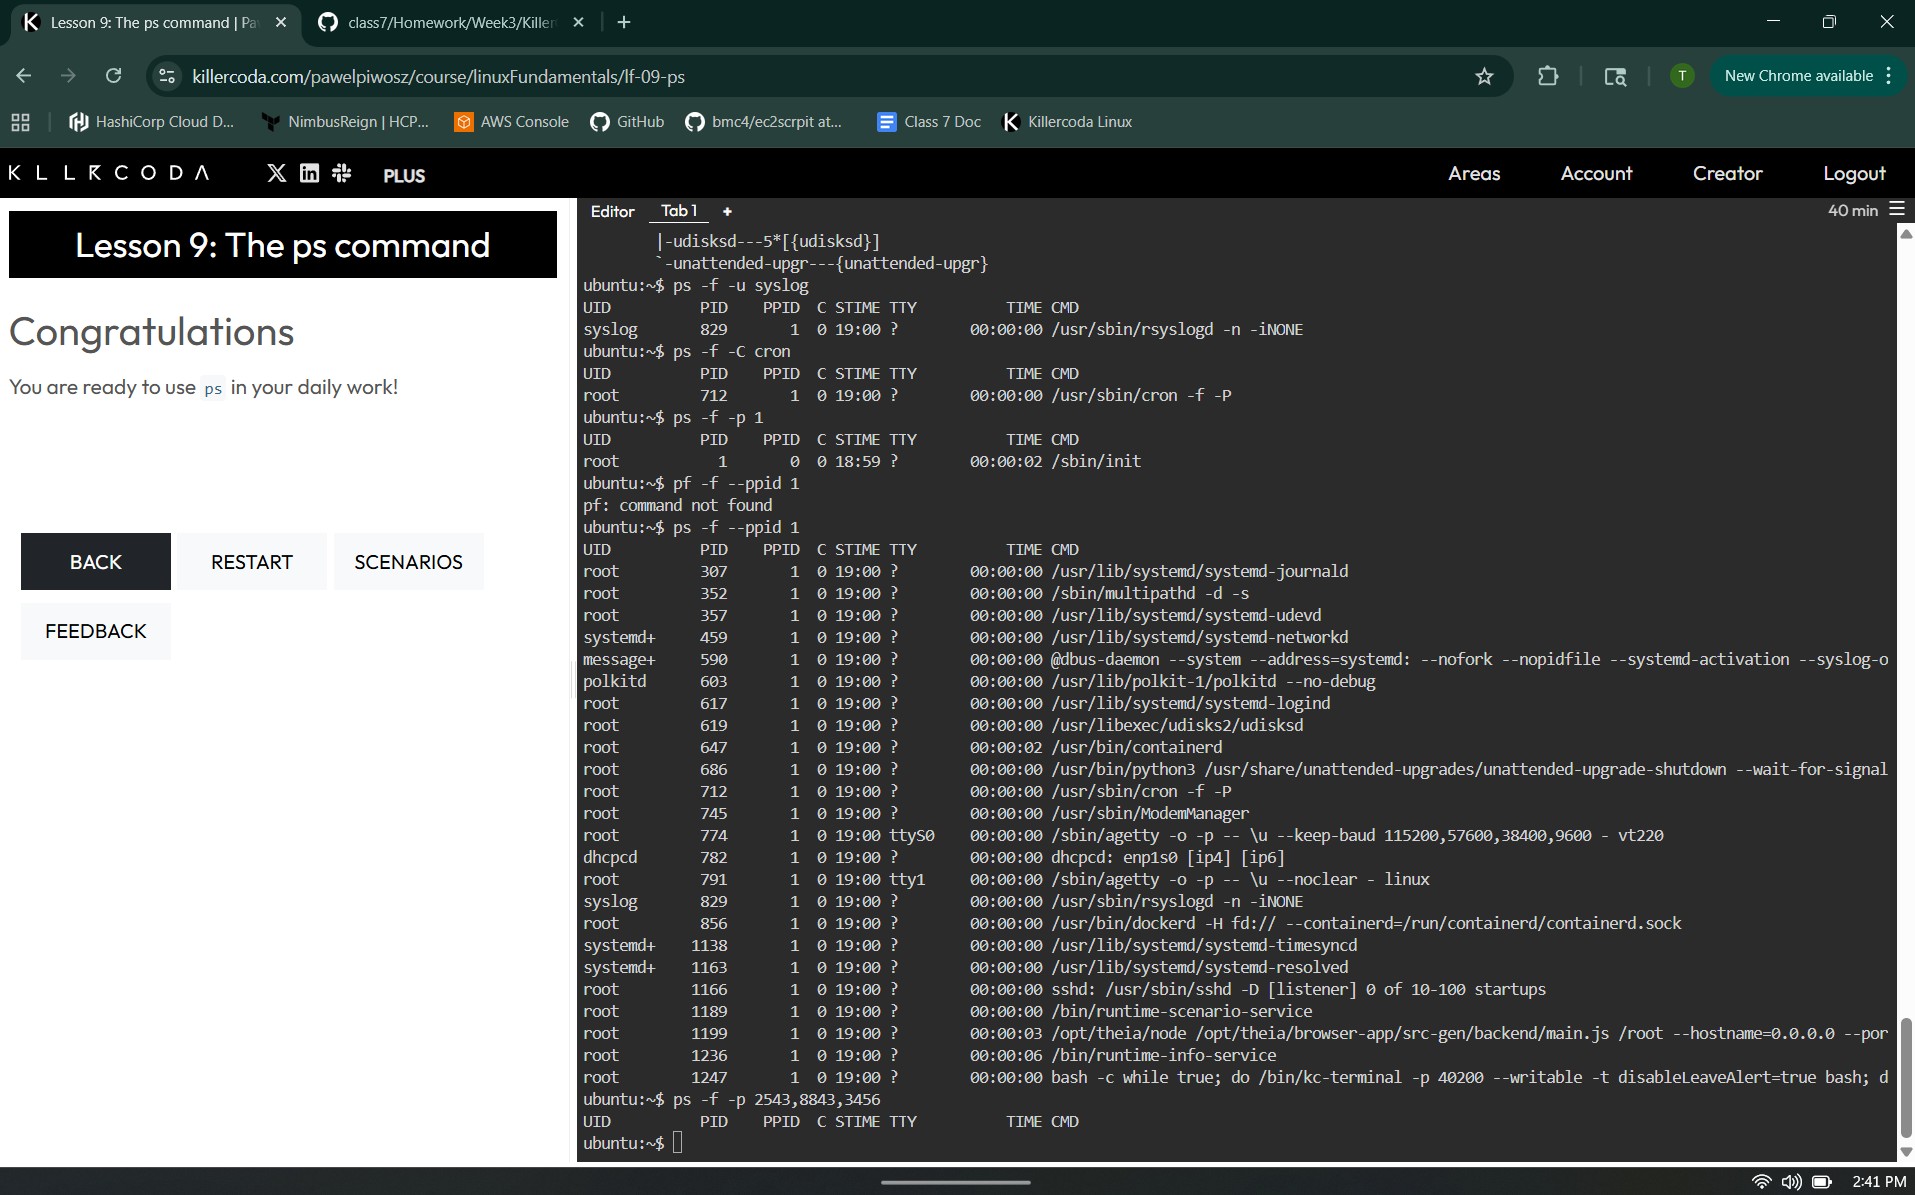 Lesson 9: The ps command | Pa
class7/Homework/Week3/Killer
killercoda.com/pawelpiwosz/course/linuxFundamentals/lf-09-ps
T
New Chrome available
HashiCorp Cloud D...
NimbusReign | HCP...
AWS Console
GitHub
bmc4/ec2scrpit at...
Class 7 Doc
Killercoda Linux
KLLRCODA
PLUS
Areas
Account
Creator
Logout
Lesson 9: The ps command
Congratulations
You are ready to use ps in your daily work!
BACK
RESTART
SCENARIOS
FEEDBACK
Editor
Tab 1
+
40 min
|-udisksd---5*[{udisksd}]
`-unattended-upgr---{unattended-upgr}
ubuntu:~$ ps -f -u syslog
UID          PID    PPID  C STIME TTY          TIME CMD
syslog       829       1  0 19:00 ?        00:00:00 /usr/sbin/rsyslogd -n -iNONE
ubuntu:~$ ps -f -C cron
UID          PID    PPID  C STIME TTY          TIME CMD
root         712       1  0 19:00 ?        00:00:00 /usr/sbin/cron -f -P
ubuntu:~$ ps -f -p 1
UID          PID    PPID  C STIME TTY          TIME CMD
root           1       0  0 18:59 ?        00:00:02 /sbin/init
ubuntu:~$ pf -f --ppid 1
pf: command not found
ubuntu:~$ ps -f --ppid 1
UID          PID    PPID  C STIME TTY          TIME CMD
root         307       1  0 19:00 ?        00:00:00 /usr/lib/systemd/systemd-journald
root         352       1  0 19:00 ?        00:00:00 /sbin/multipathd -d -s
root         357       1  0 19:00 ?        00:00:00 /usr/lib/systemd/systemd-udevd
systemd+     459       1  0 19:00 ?        00:00:00 /usr/lib/systemd/systemd-networkd
message+     590       1  0 19:00 ?        00:00:00 @dbus-daemon --system --address=systemd: --nofork --nopidfile --systemd-activation --syslog-o
polkitd      603       1  0 19:00 ?        00:00:00 /usr/lib/polkit-1/polkitd --no-debug
root         617       1  0 19:00 ?        00:00:00 /usr/lib/systemd/systemd-logind
root         619       1  0 19:00 ?        00:00:00 /usr/libexec/udisks2/udisksd
root         647       1  0 19:00 ?        00:00:02 /usr/bin/containerd
root         686       1  0 19:00 ?        00:00:00 /usr/bin/python3 /usr/share/unattended-upgrades/unattended-upgrade-shutdown --wait-for-signal
root         712       1  0 19:00 ?        00:00:00 /usr/sbin/cron -f -P
root         745       1  0 19:00 ?        00:00:00 /usr/sbin/ModemManager
root         774       1  0 19:00 ttyS0    00:00:00 /sbin/agetty -o -p -- \u --keep-baud 115200,57600,38400,9600 - vt220
dhcpcd       782       1  0 19:00 ?        00:00:00 dhcpcd: enp1s0 [ip4] [ip6]
root         791       1  0 19:00 tty1     00:00:00 /sbin/agetty -o -p -- \u --noclear - linux
syslog       829       1  0 19:00 ?        00:00:00 /usr/sbin/rsyslogd -n -iNONE
root         856       1  0 19:00 ?        00:00:00 /usr/bin/dockerd -H fd:// --containerd=/run/containerd/containerd.sock
systemd+    1138       1  0 19:00 ?        00:00:00 /usr/lib/systemd/systemd-timesyncd
systemd+    1163       1  0 19:00 ?        00:00:00 /usr/lib/systemd/systemd-resolved
root        1166       1  0 19:00 ?        00:00:00 sshd: /usr/sbin/sshd -D [listener] 0 of 10-100 startups
root        1189       1  0 19:00 ?        00:00:00 /bin/runtime-scenario-service
root        1199       1  0 19:00 ?        00:00:03 /opt/theia/node /opt/theia/browser-app/src-gen/backend/main.js /root --hostname=0.0.0.0 --por
root        1236       1  0 19:00 ?        00:00:06 /bin/runtime-info-service
root        1247       1  0 19:00 ?        00:00:00 bash -c while true; do /bin/kc-terminal -p 40200 --writable -t disableLeaveAlert=true bash; d
ubuntu:~$ ps -f -p 2543,8843,3456
UID          PID    PPID  C STIME TTY          TIME CMD
ubuntu:~$
2:41 PM